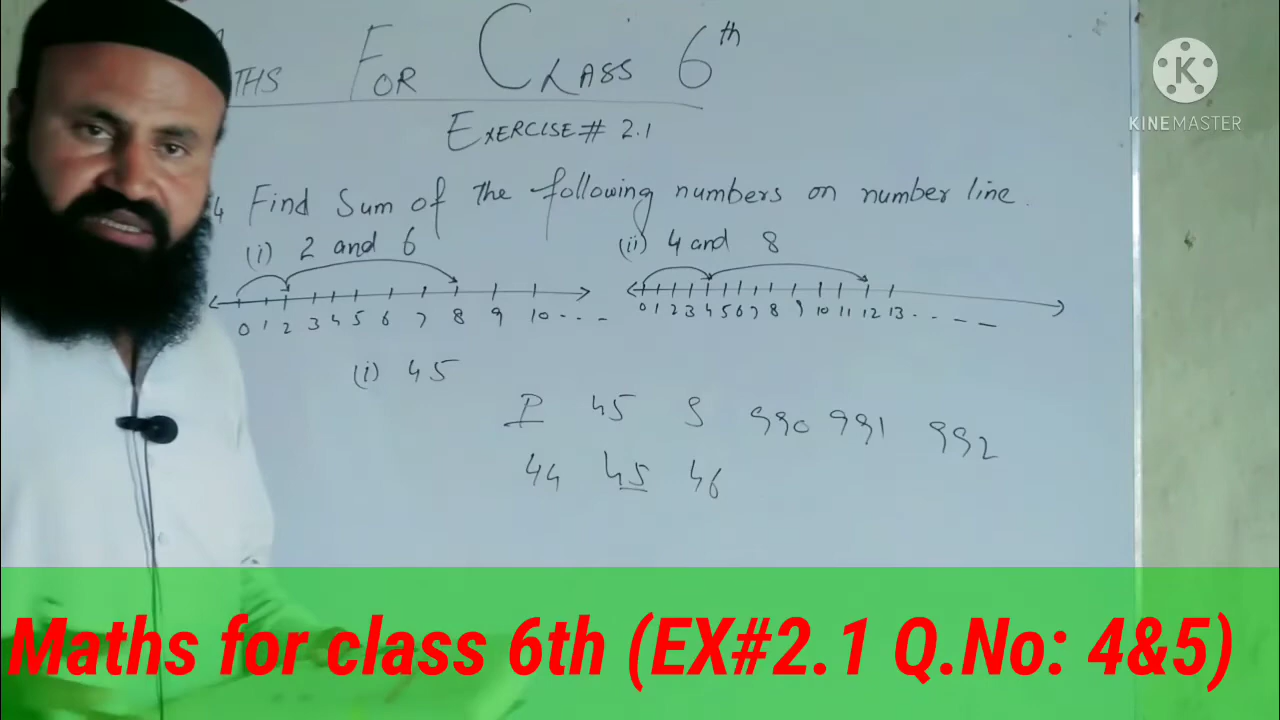 THS FOR CLASS 6th
EXERCISE# 2.1
4 Find Sum of the following numbers on number line.
(i) 2 and 6 (ii) 4 and 8
0 1 2 3 4 5 6 7 8 9 10 . . . - - 0 1 2 3 4 5 6 7 8 9 10 11 12 13 . . . - - -
(i) 45
P 45 S 990 991 992
44 45 46
KINEMASTER
Maths for class 6th (EX#2.1 Q.No: 4&5)